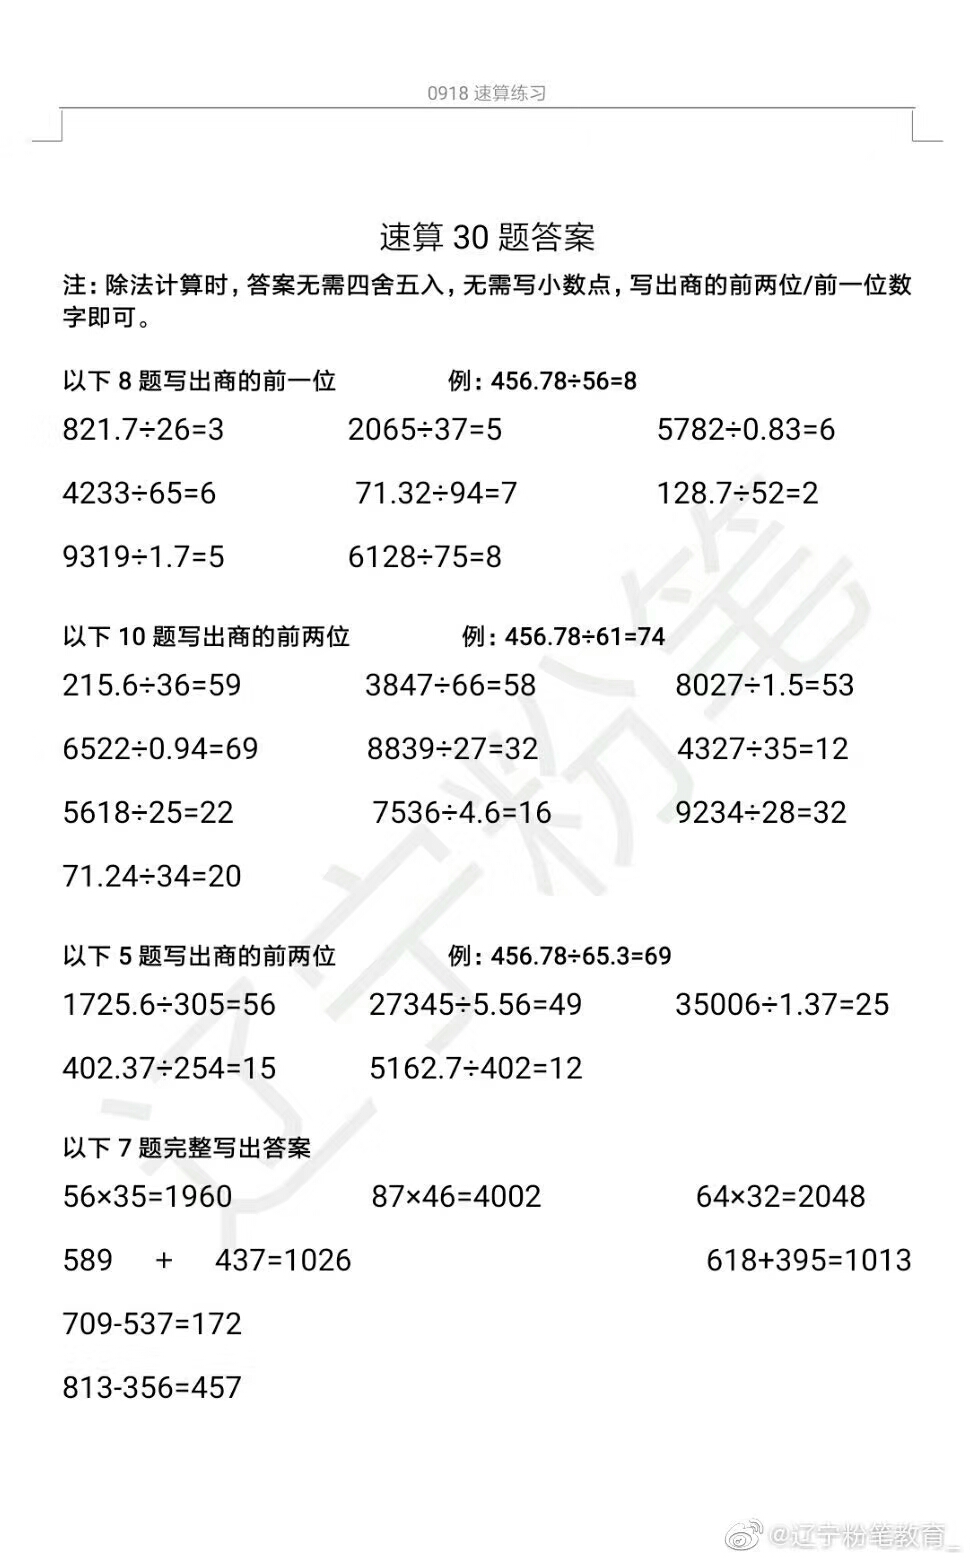 0918 速算练习
速算 30 题答案
注：除法计算时，答案无需四舍五入，无需写小数点，写出商的前两位/前一位数
字即可。
以下 8 题写出商的前一位 例：456.78÷56=8
821.7÷26=3 2065÷37=5 5782÷0.83=6
4233÷65=6 71.32÷94=7 128.7÷52=2
9319÷1.7=5 6128÷75=8
以下 10 题写出商的前两位 例：456.78÷61=74
215.6÷36=59 3847÷66=58 8027÷1.5=53
6522÷0.94=69 8839÷27=32 4327÷35=12
5618÷25=22 7536÷4.6=16 9234÷28=32
71.24÷34=20
以下 5 题写出商的前两位 例：456.78÷65.3=69
1725.6÷305=56 27345÷5.56=49 35006÷1.37=25
402.37÷254=15 5162.7÷402=12
以下 7 题完整写出答案
56×35=1960 87×46=4002 64×32=2048
589 + 437=1026 618+395=1013
709-537=172
813-356=457
辽宁粉笔
@辽宁粉笔教育_